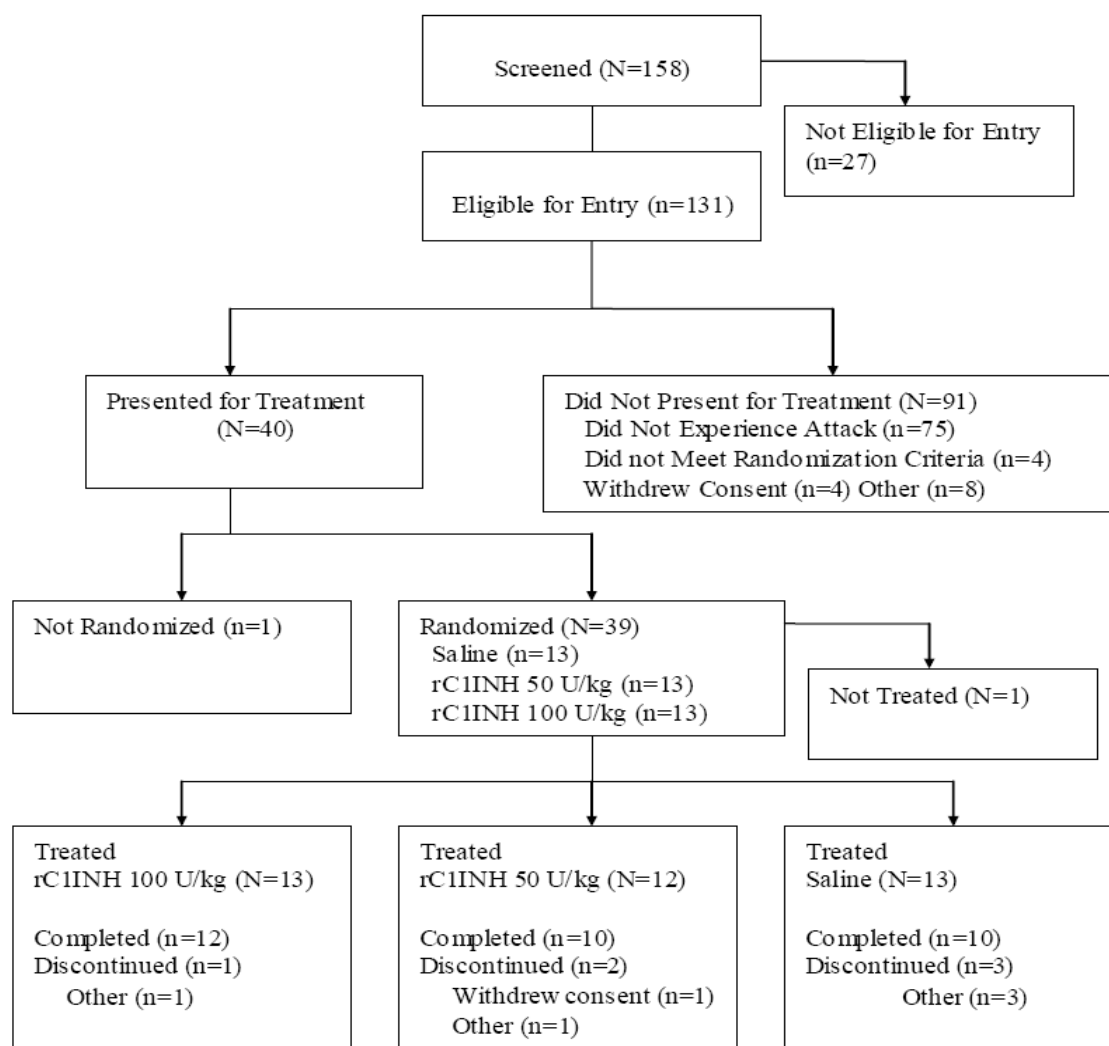 Screened (N=158)
Not Eligible for Entry
(n=27)
Eligible for Entry (n=131)
Presented for Treatment
(N=40)
Did Not Present for Treatment (N=91)
Did Not Experience Attack (n=75)
Did not Meet Randomization Criteria (n=4)
Withdrew Consent (n=4) Other (n=8)
Not Randomized (n=1)
Randomized (N=39)
Saline (n=13)
rC1INH 50 U/kg (n=13)
rC1INH 100 U/kg (n=13)
Not Treated (N=1)
Treated
rC1INH 100 U/kg (N=13)
Completed (n=12)
Discontinued (n=1)
Other (n=1)
Treated
rC1INH 50 U/kg (N=12)
Completed (n=10)
Discontinued (n=2)
Withdrew consent (n=1)
Other (n=1)
Treated
Saline (N=13)
Completed (n=10)
Discontinued (n=3)
Other (n=3)